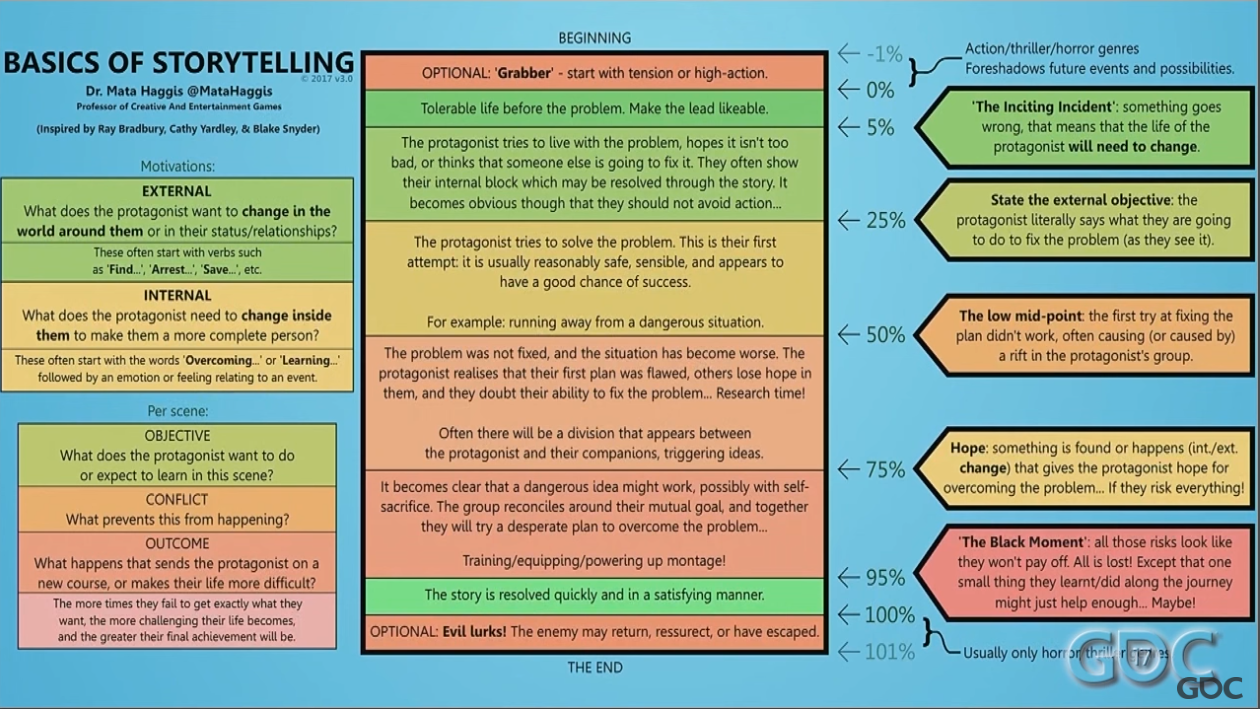 BASICS OF STORYTELLING
© 2017 v3.0
Dr. Mata Haggis @MataHaggis
Professor of Creative And Entertainment Games
(Inspired by Ray Bradbury, Cathy Yardley, & Blake Snyder)
Motivations:
EXTERNAL
What does the protagonist want to change in the
world around them or in their status/relationships?
These often start with verbs such
as 'Find...', 'Arrest...', 'Save...', etc.
INTERNAL
What does the protagonist need to change inside
them to make them a more complete person?
These often start with the words 'Overcoming...' or 'Learning...'
followed by an emotion or feeling relating to an event.
Per scene:
OBJECTIVE
What does the protagonist want to do
or expect to learn in this scene?
CONFLICT
What prevents this from happening?
OUTCOME
What happens that sends the protagonist on a
new course, or makes their life more difficult?
The more times they fail to get exactly what they
want, the more challenging their life becomes,
and the greater their final achievement will be.
BEGINNING
OPTIONAL: 'Grabber' - start with tension or high-action.
Tolerable life before the problem. Make the lead likeable.
The protagonist tries to live with the problem, hopes it isn't too
bad, or thinks that someone else is going to fix it. They often show
their internal block which may be resolved through the story. It
becomes obvious though that they should not avoid action...
The protagonist tries to solve the problem. This is their first
attempt: it is usually reasonably safe, sensible, and appears to
have a good chance of success.
For example: running away from a dangerous situation.
The problem was not fixed, and the situation has become worse. The
protagonist realises that their first plan was flawed, others lose hope in
them, and they doubt their ability to fix the problem... Research time!
Often there will be a division that appears between
the protagonist and their companions, triggering ideas.
It becomes clear that a dangerous idea might work, possibly with self-
sacrifice. The group reconciles around their mutual goal, and together
they will try a desperate plan to overcome the problem...
Training/equipping/powering up montage!
The story is resolved quickly and in a satisfying manner.
OPTIONAL: Evil lurks! The enemy may return, ressurect, or have escaped.
THE END
-1%
0%
5%
25%
50%
75%
95%
100%
101%
Action/thriller/horror genres
Foreshadows future events and possibilities.
'The Inciting Incident': something goes
wrong, that means that the life of the
protagonist will need to change.
State the external objective: the
protagonist literally says what they are going
to do to fix the problem (as they see it).
The low mid-point: the first try at fixing the
plan didn't work, often causing (or caused by)
a rift in the protagonist's group.
Hope: something is found or happens (int./ext.
change) that gives the protagonist hope for
overcoming the problem... If they risk everything!
'The Black Moment': all those risks look like
they won't pay off. All is lost! Except that one
small thing they learnt/did along the journey
might just help enough... Maybe!
Usually only horror thriller
GDC
17
GDC